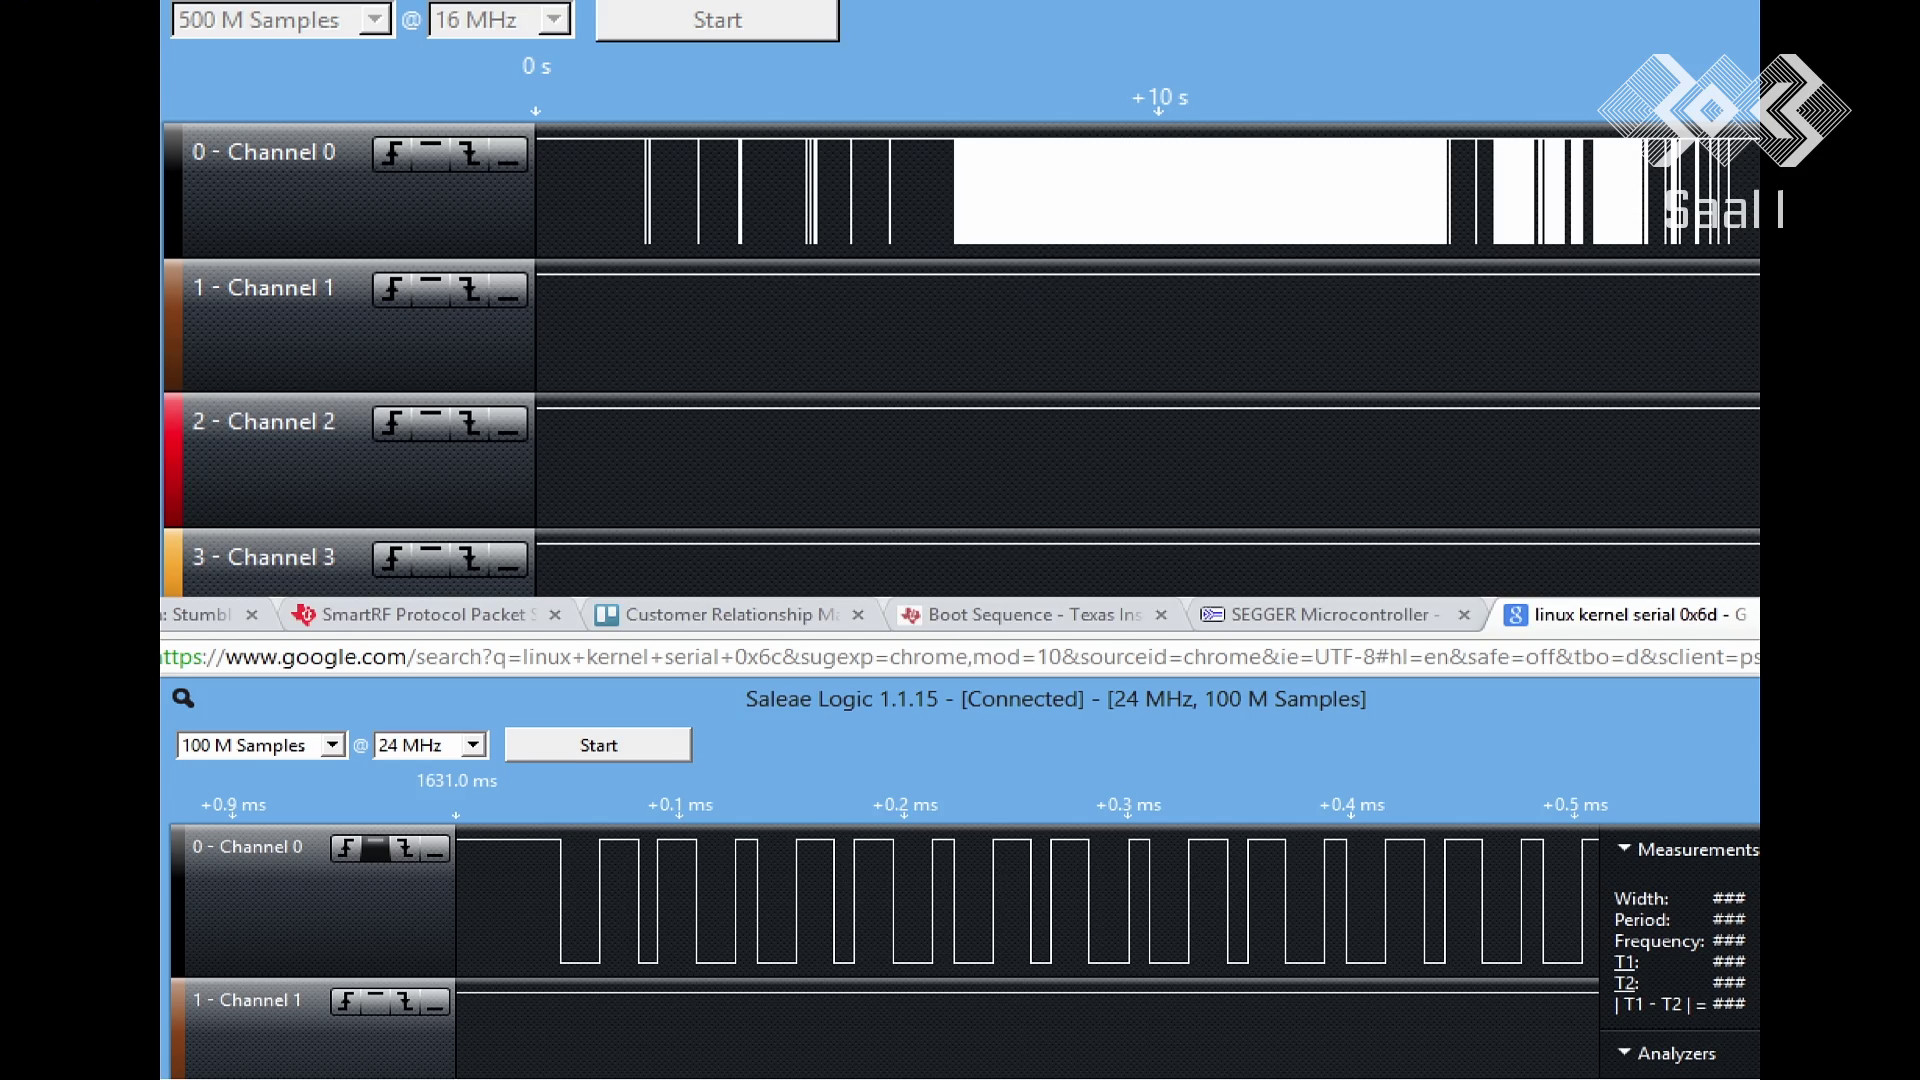 500 M Samples @ 16 MHz Start
0 s
+10 s
0 - Channel 0
Saal 1
1 - Channel 1
2 - Channel 2
3 - Channel 3
: Stumbl × SmartRF Protocol Packet × Customer Relationship Ma × Boot Sequence - Texas Ins × SEGGER Microcontroller - × linux kernel serial 0x6d - G
ttps://www.google.com/search?q=linux+kernel+serial+0x6c&sugexp=chrome,mod=10&sourceid=chrome&ie=UTF-8#hl=en&safe=off&tbo=d&sclient=ps
Saleae Logic 1.1.15 - [Connected] - [24 MHz, 100 M Samples]
100 M Samples @ 24 MHz Start
1631.0 ms
+0.9 ms +0.1 ms +0.2 ms +0.3 ms +0.4 ms +0.5 ms
0 - Channel 0
Measurements
Width: ###
Period: ###
Frequency: ###
T1: ###
T2: ###
| T1 - T2 | = ###
1 - Channel 1
Analyzers